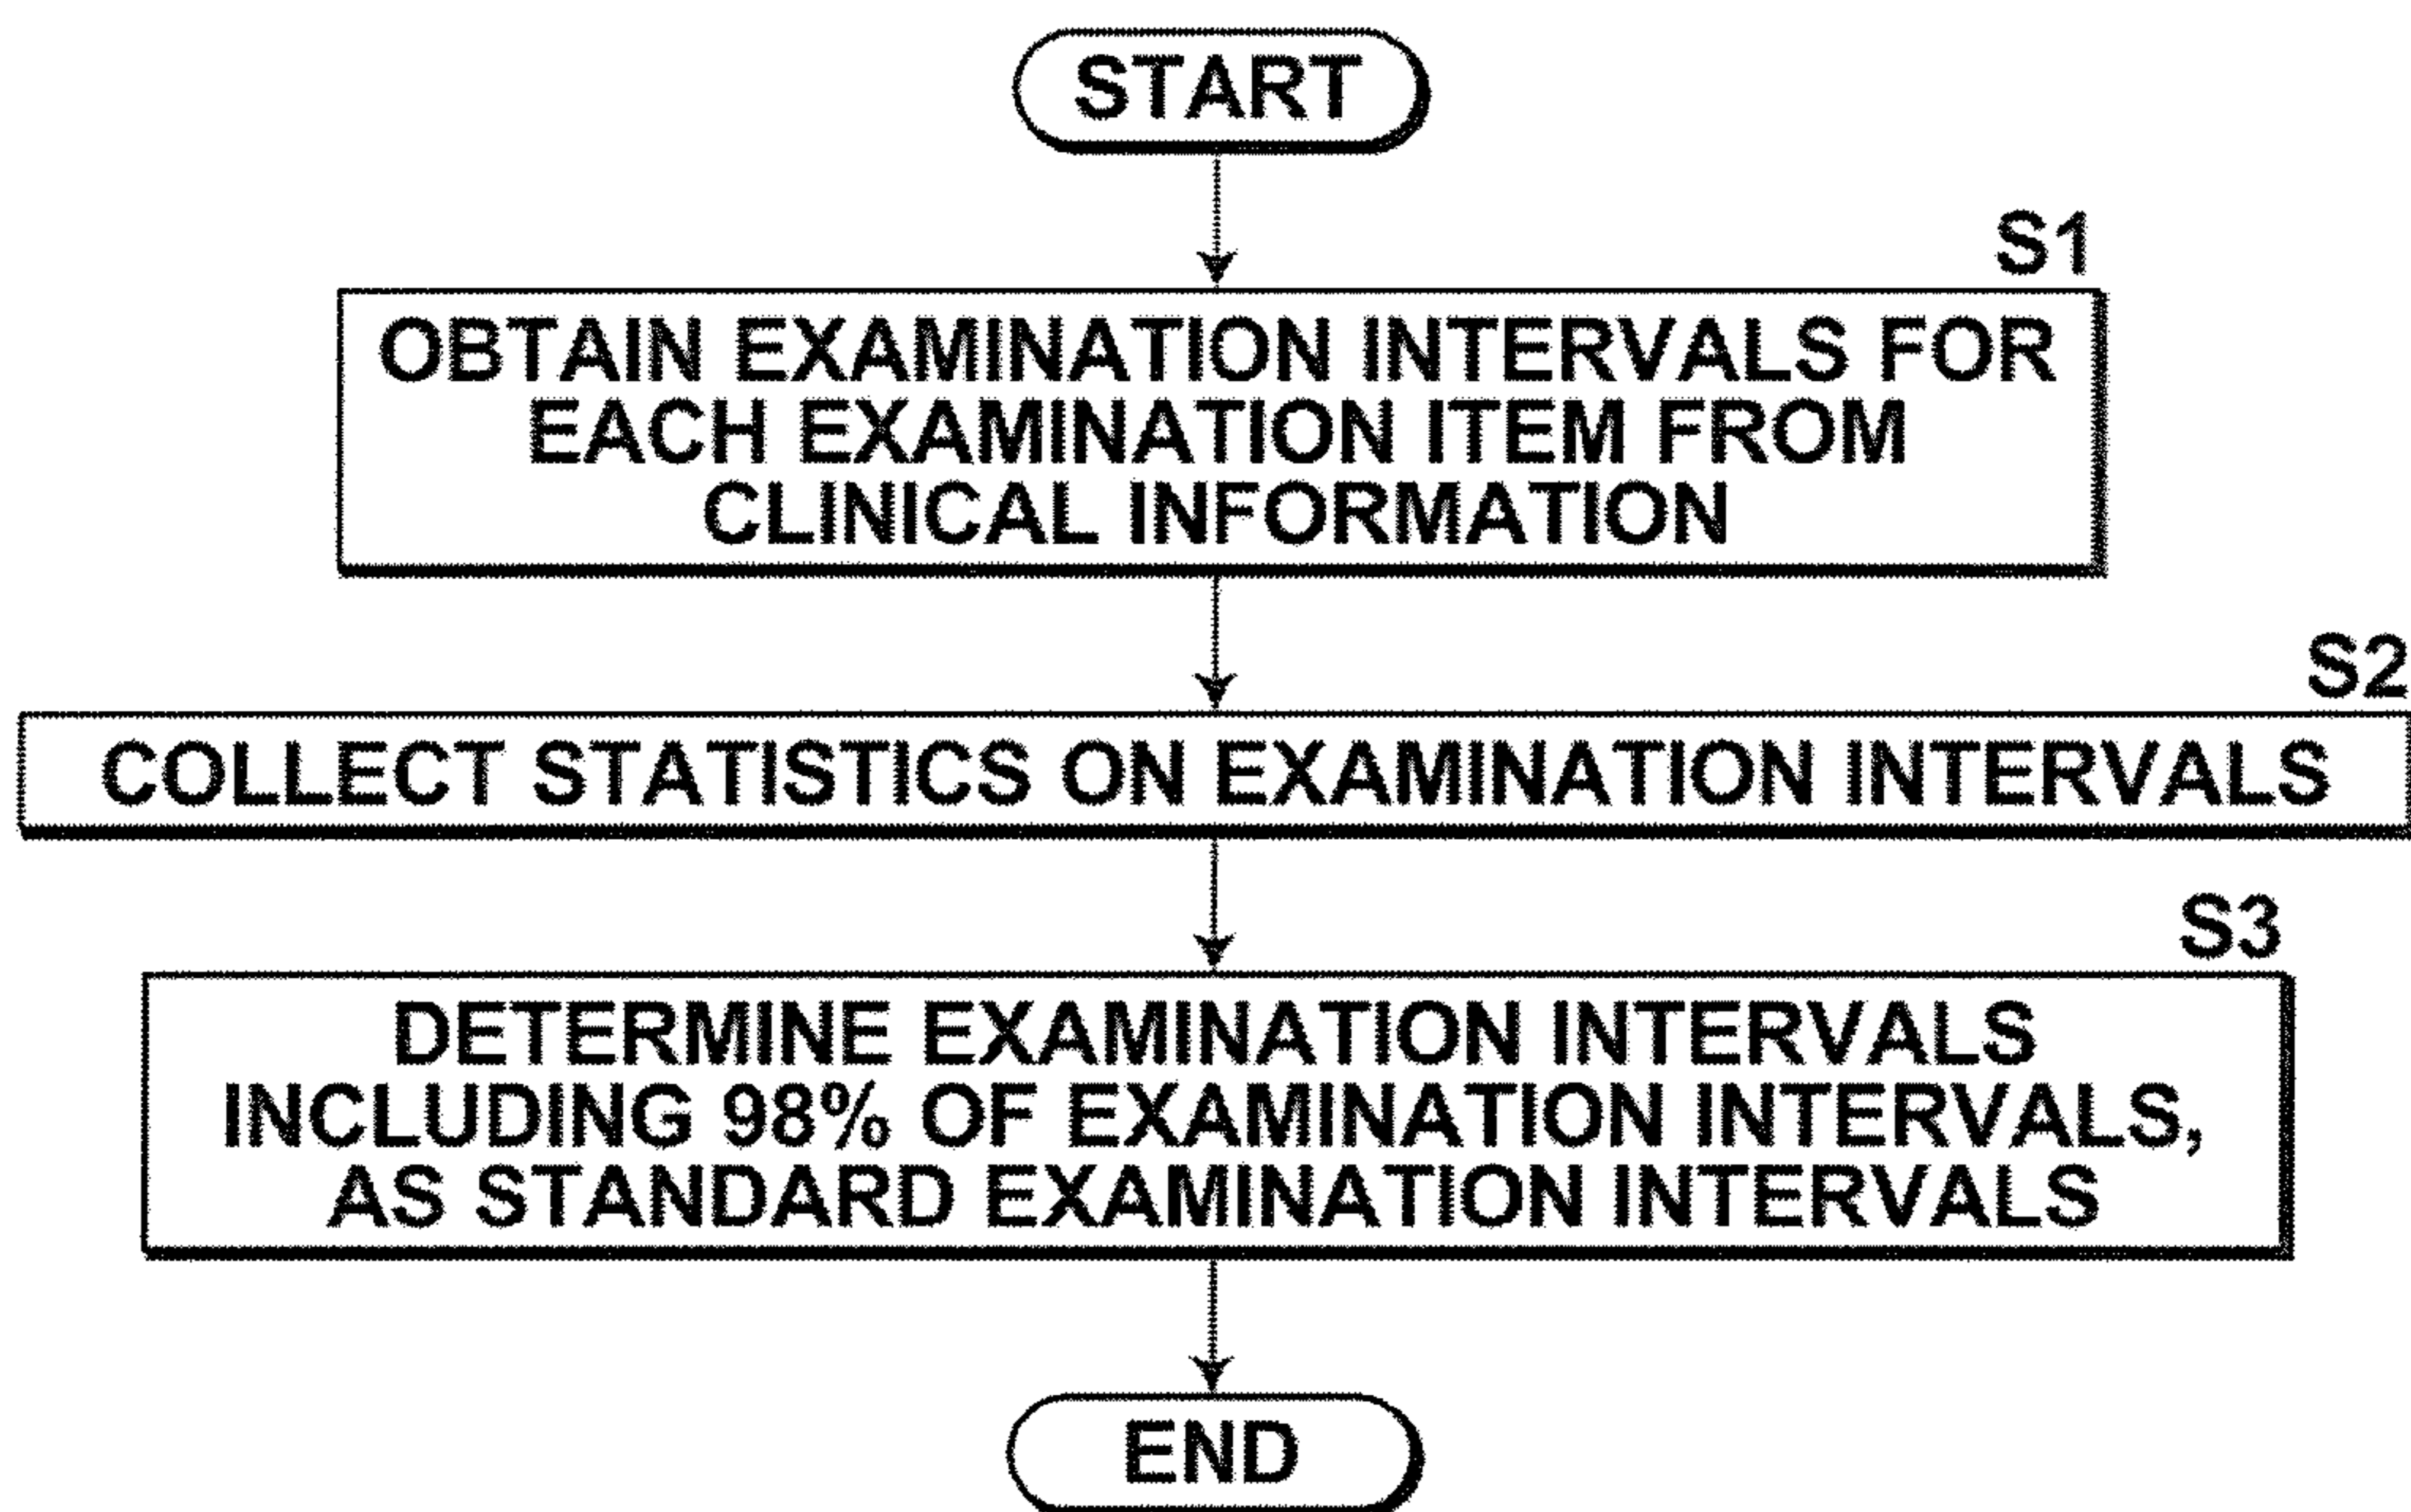 START
S1
OBTAIN EXAMINATION INTERVALS FOR
EACH EXAMINATION ITEM FROM
CLINICAL INFORMATION
S2
COLLECT STATISTICS ON EXAMINATION INTERVALS
S3
DETERMINE EXAMINATION INTERVALS
INCLUDING 98% OF EXAMINATION INTERVALS,
AS STANDARD EXAMINATION INTERVALS
END